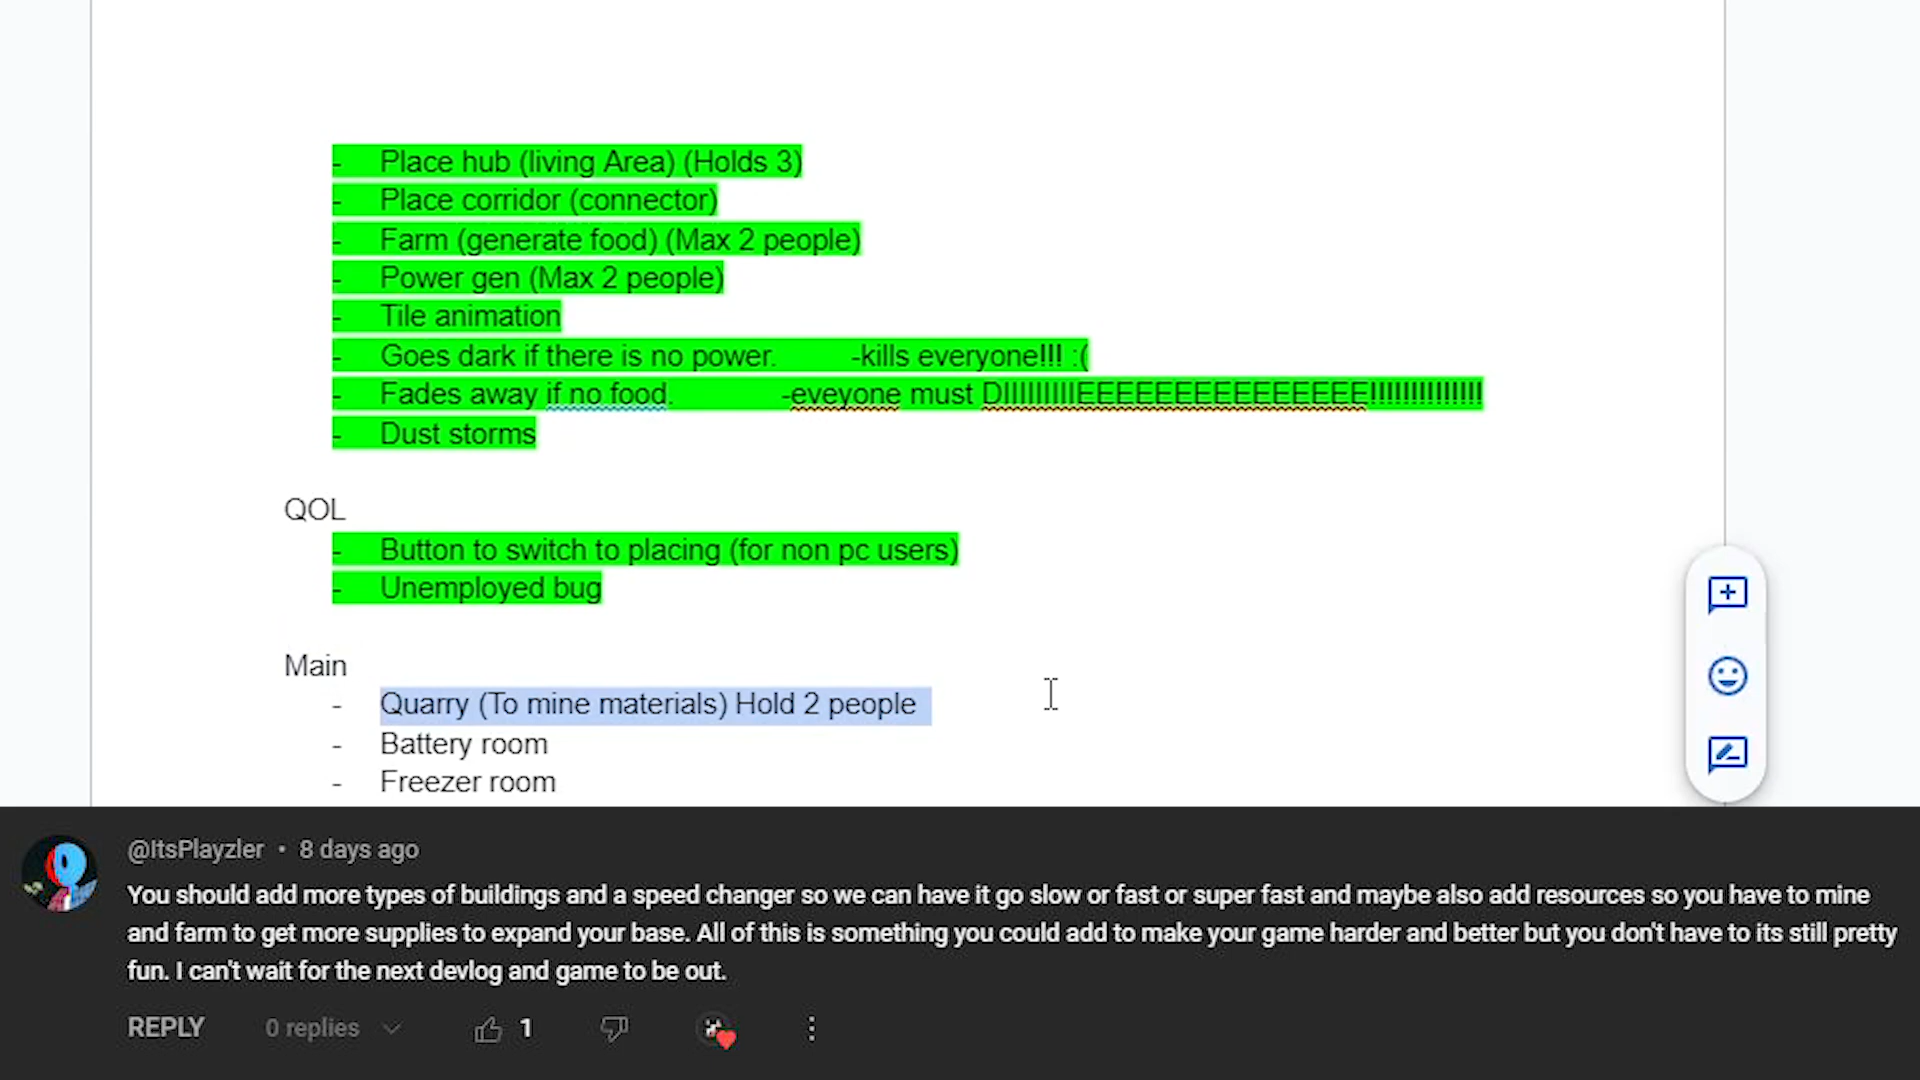 - Place hub (living Area) (Holds 3)
- Place corridor (connector)
- Farm (generate food) (Max 2 people)
- Power gen (Max 2 people)
- Tile animation
- Goes dark if there is no power. -kills everyone!!! :(
- Fades away if no food. -eveyone must DIIIIIIIIIEEEEEEEEEEEEEEE!!!!!!!!!!!!!!!
- Dust storms
QOL
- Button to switch to placing (for non pc users)
- Unemployed bug
Main
- Quarry (To mine materials) Hold 2 people
- Battery room
- Freezer room
@ItsPlayzler • 8 days ago
You should add more types of buildings and a speed changer so we can have it go slow or fast or super fast and maybe also add resources so you have to mine
and farm to get more supplies to expand your base. All of this is something you could add to make your game harder and better but you don't have to its still pretty
fun. I can't wait for the next devlog and game to be out.
REPLY 0 replies 1